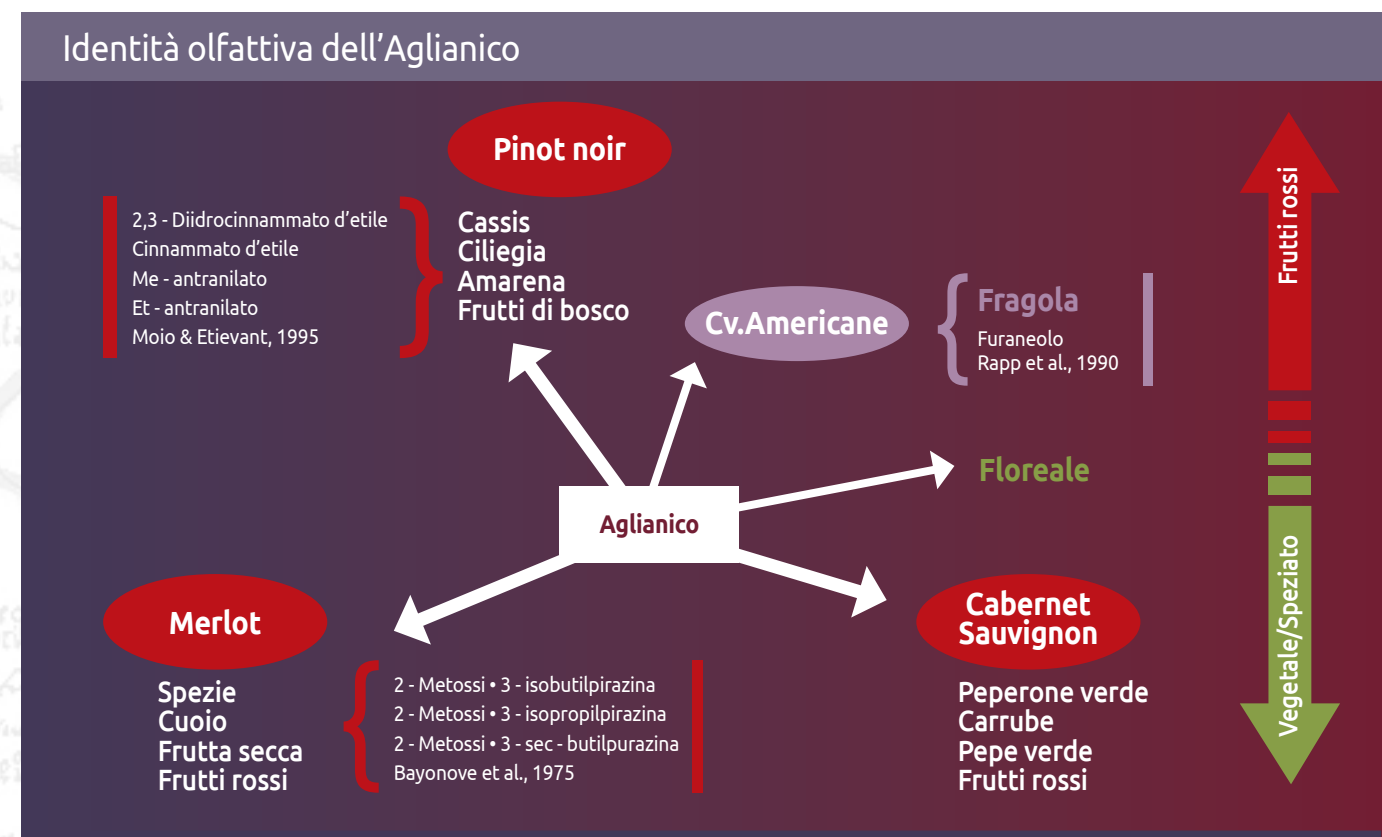 Identità olfattiva dell'Aglianico
Pinot noir
2,3 - Diidrocinnammato d'etile
Cinnammato d'etile
Me - antranilato
Et - antranilato
Moio & Etievant, 1995
Cassis
Ciliegia
Amarena
Frutti di bosco
Cv.Americane
Fragola
Furaneolo
Rapp et al., 1990
Frutti rossi
Floreale
Aglianico
Merlot
Spezie
Cuoio
Frutta secca
Frutti rossi
2 - Metossi • 3 - isobutilpirazina
2 - Metossi • 3 - isopropilpirazina
2 - Metossi • 3 - sec - butilpurazina
Bayonove et al., 1975
Cabernet
Sauvignon
Peperone verde
Carrube
Pepe verde
Frutti rossi
Vegetale/Speziato